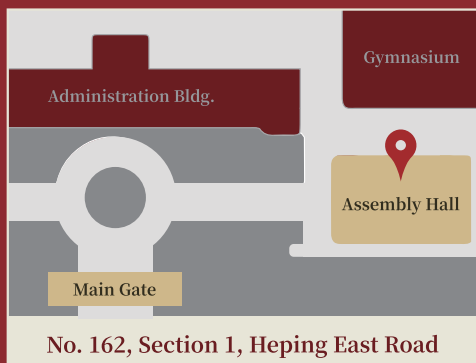 Gymnasium
Administration Bldg.
Assembly Hall
Main Gate
No. 162, Section 1, Heping East Road